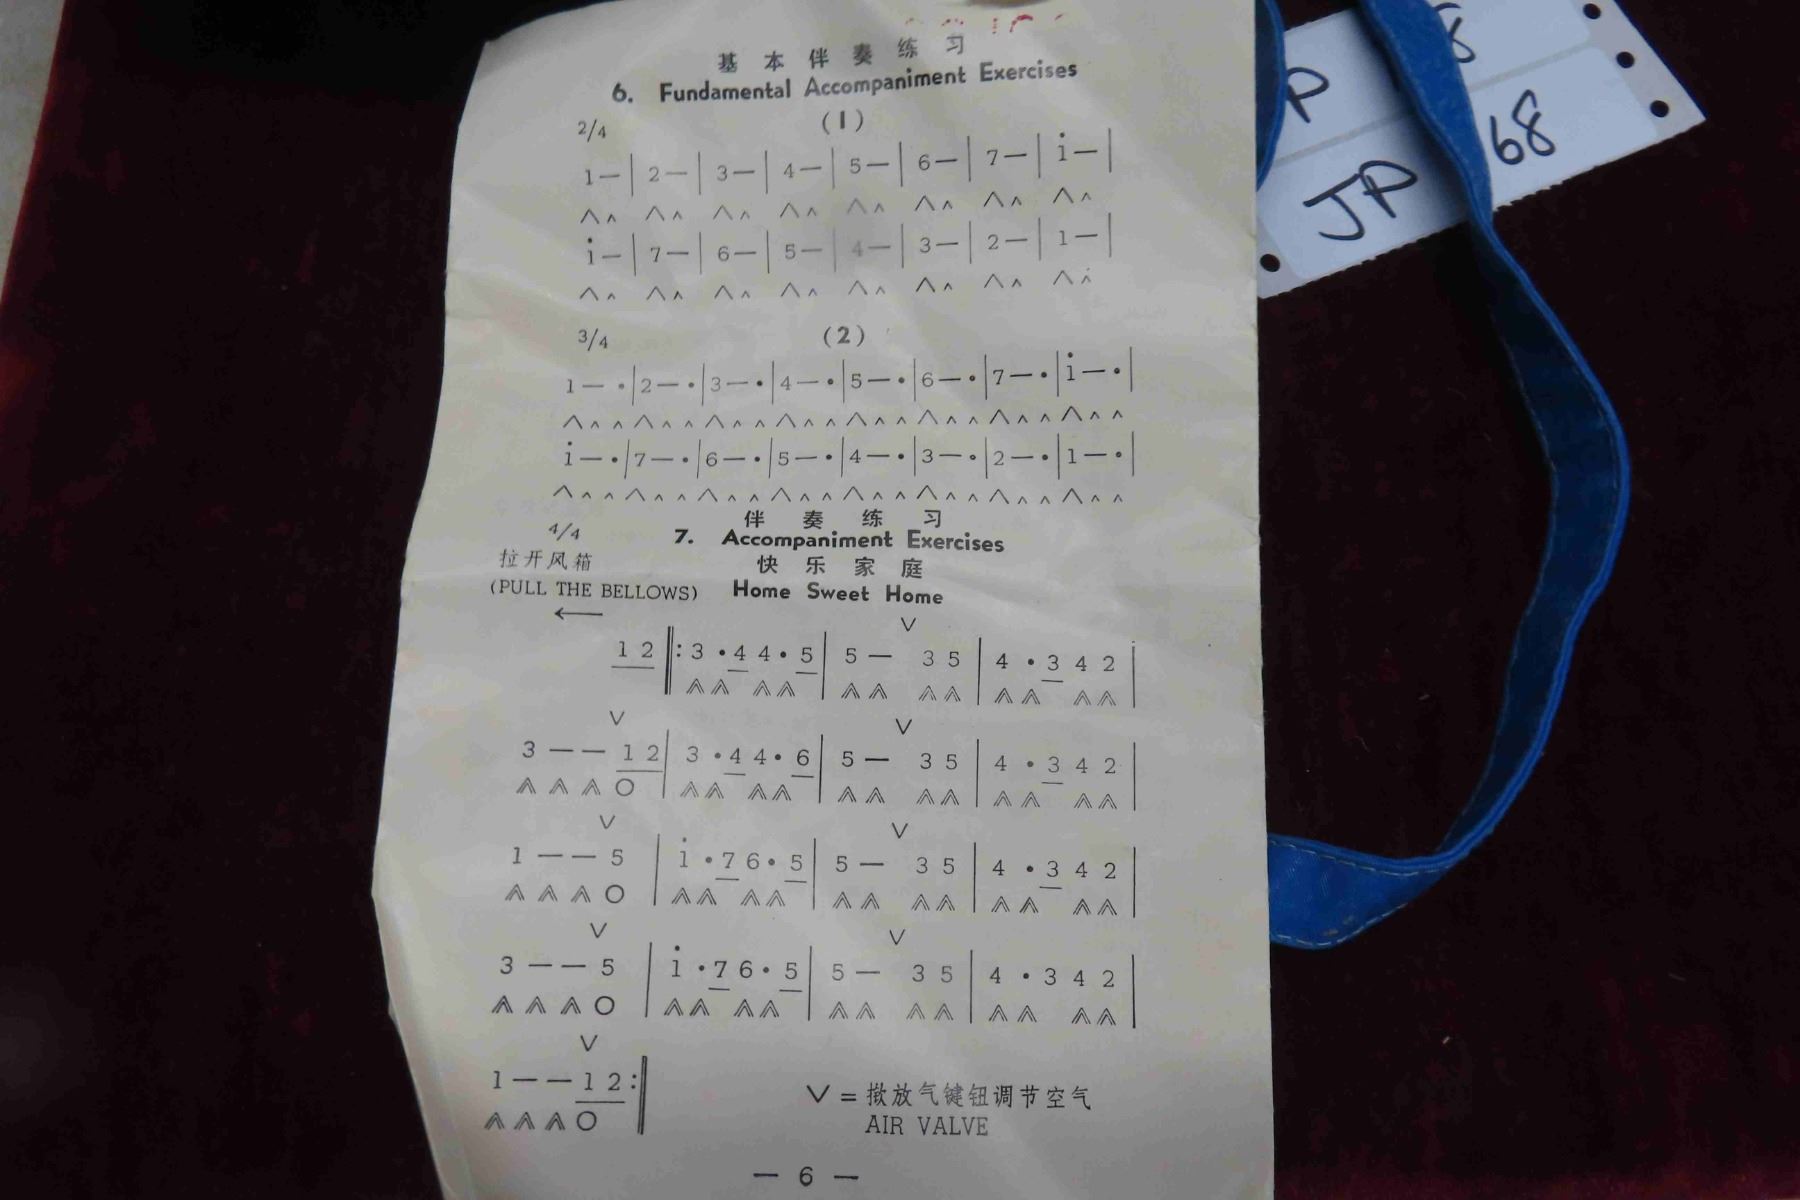 基本伴奏练习
6. Fundamental Accompaniment Exercises
2/4
(1)
1— | 2— | 3— | 4— | 5— | 6— | 7— | i— |
i— | 7— | 6— | 5— | 4— | 3— | 2— | 1— |
3/4
(2)
1—• | 2—• | 3—• | 4—• | 5—• | 6—• | 7—• | i—• |
i—• | 7—• | 6—• | 5—• | 4—• | 3—• | 2—• | 1—• |
伴奏练习
4/4
7. Accompaniment Exercises
拉开风箱
快乐家庭
(PULL THE BELLOWS)
Home Sweet Home
←
V
1 2 ‖: 3 • 4 4 • 5 | 5 — 3 5 | 4 • 3 4 2 |
V V
3 — — 1 2 | 3 • 4 4 • 6 | 5 — 3 5 | 4 • 3 4 2 |
V V
1 — — 5 | i • 7 6 • 5 | 5 — 3 5 | 4 • 3 4 2 |
V V
3 — — 5 | i • 7 6 • 5 | 5 — 3 5 | 4 • 3 4 2 |
V
1 — — 1 2 :‖
V = 揿放气键钮调节空气
AIR VALVE
— 6 —
P
8
JP
68